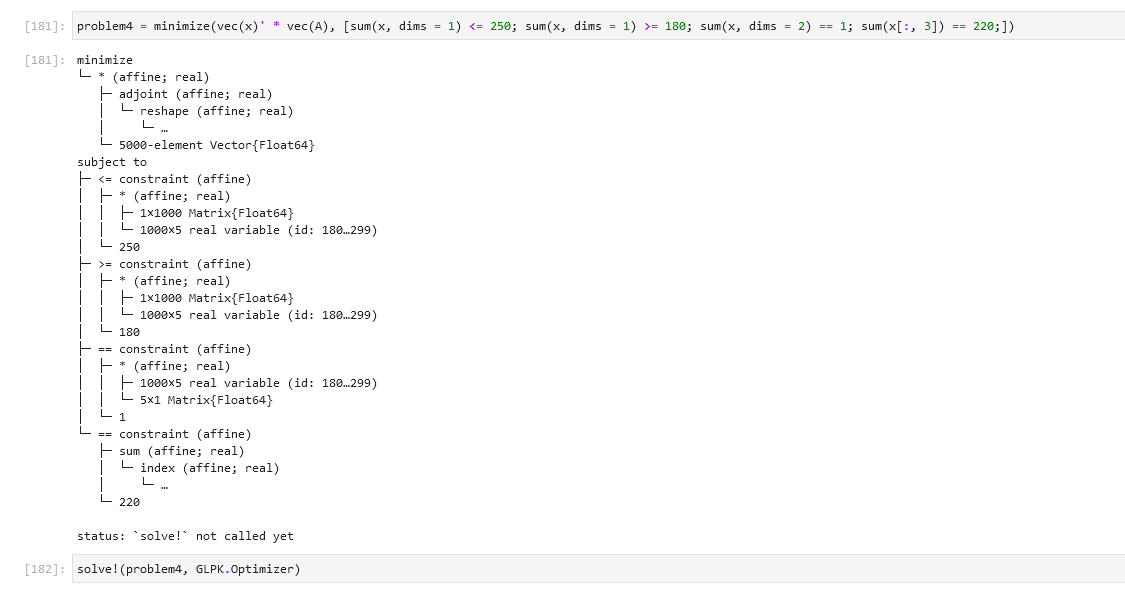 [181]: problem4 = minimize(vec(x)' * vec(A), [sum(x, dims = 1) <= 250; sum(x, dims = 1) >= 180; sum(x, dims = 2) == 1; sum(x[:, 3]) == 220;])
[181]: minimize
└─ * (affine; real)
   ├─ adjoint (affine; real)
   │  └─ reshape (affine; real)
   │     └─ …
   └─ 5000-element Vector{Float64}
subject to
├─ <= constraint (affine)
│  ├─ * (affine; real)
│  │  ├─ 1×1000 Matrix{Float64}
│  │  └─ 1000×5 real variable (id: 180…299)
│  └─ 250
├─ >= constraint (affine)
│  ├─ * (affine; real)
│  │  ├─ 1×1000 Matrix{Float64}
│  │  └─ 1000×5 real variable (id: 180…299)
│  └─ 180
├─ == constraint (affine)
│  ├─ * (affine; real)
│  │  ├─ 1000×5 real variable (id: 180…299)
│  │  └─ 5×1 Matrix{Float64}
│  └─ 1
└─ == constraint (affine)
   ├─ sum (affine; real)
   │  └─ index (affine; real)
   │     └─ …
   └─ 220
status: `solve!` not called yet
[182]: solve!(problem4, GLPK.Optimizer)